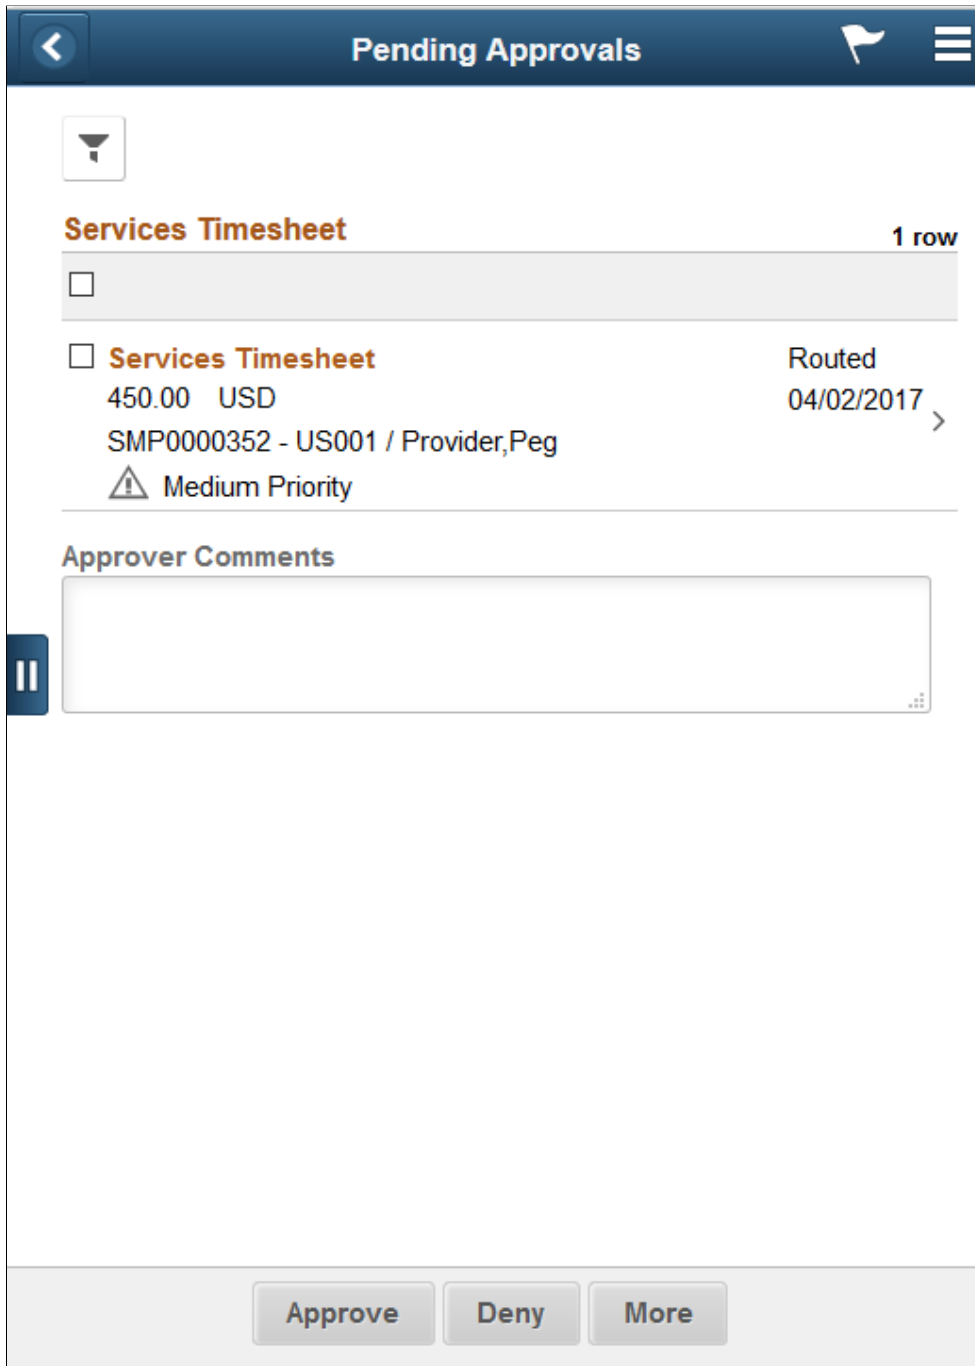 Pending Approvals
Services Timesheet
1 row
Services Timesheet
Routed
450.00 USD
04/02/2017
SMP0000352 - US001 / Provider,Peg
Medium Priority
Approver Comments
Approve
Deny
More